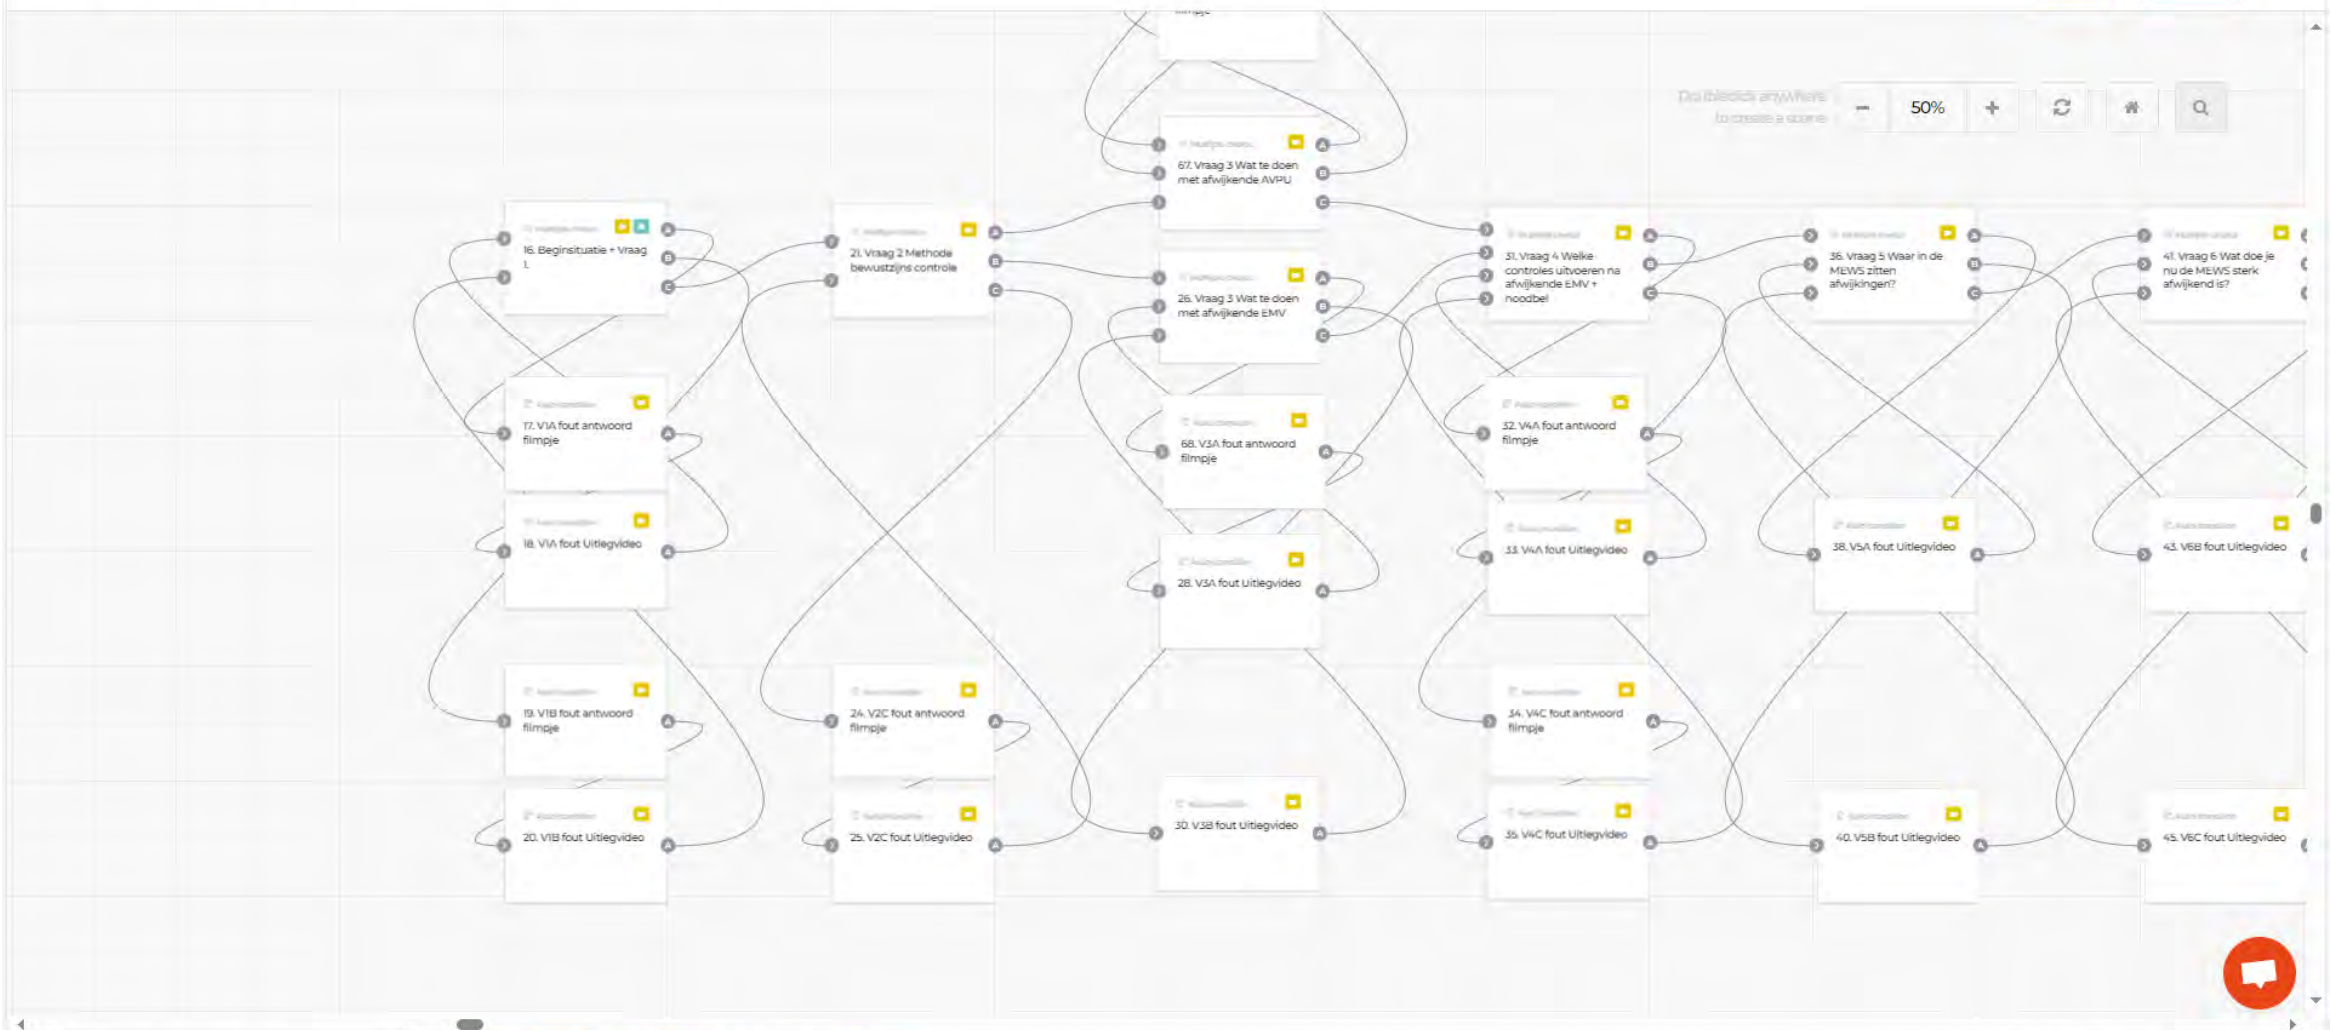 filmpje
Doubleclick anywhere
to create a scene
50%
67. Vraag 3 Wat te doen
met afwijkende AVPU
A
B
C
16. Beginsituatie + Vraag
1.
A
B
C
21. Vraag 2 Methode
bewustzijns controle
A
B
C
26. Vraag 3 Wat te doen
met afwijkende EMV
A
B
C
31. Vraag 4 Welke
controles uitvoeren na
afwijkende EMV +
noodbel
A
B
C
36. Vraag 5 Waar in de
MEWS zitten
afwijkingen?
A
B
C
41. Vraag 6 Wat doe je
nu de MEWS sterk
afwijkend is?
17. V1A fout antwoord
filmpje
A
68. V3A fout antwoord
filmpje
A
32. V4A fout antwoord
filmpje
A
18. V1A fout Uitlegvideo
A
28. V3A fout Uitlegvideo
A
33. V4A fout Uitlegvideo
A
38. V5A fout Uitlegvideo
A
43. V6B fout Uitlegvideo
19. V1B fout antwoord
filmpje
A
24. V2C fout antwoord
filmpje
A
34. V4C fout antwoord
filmpje
A
20. V1B fout Uitlegvideo
A
25. V2C fout Uitlegvideo
A
30. V3B fout Uitlegvideo
A
35. V4C fout Uitlegvideo
A
40. V5B fout Uitlegvideo
A
45. V6C fout Uitlegvideo